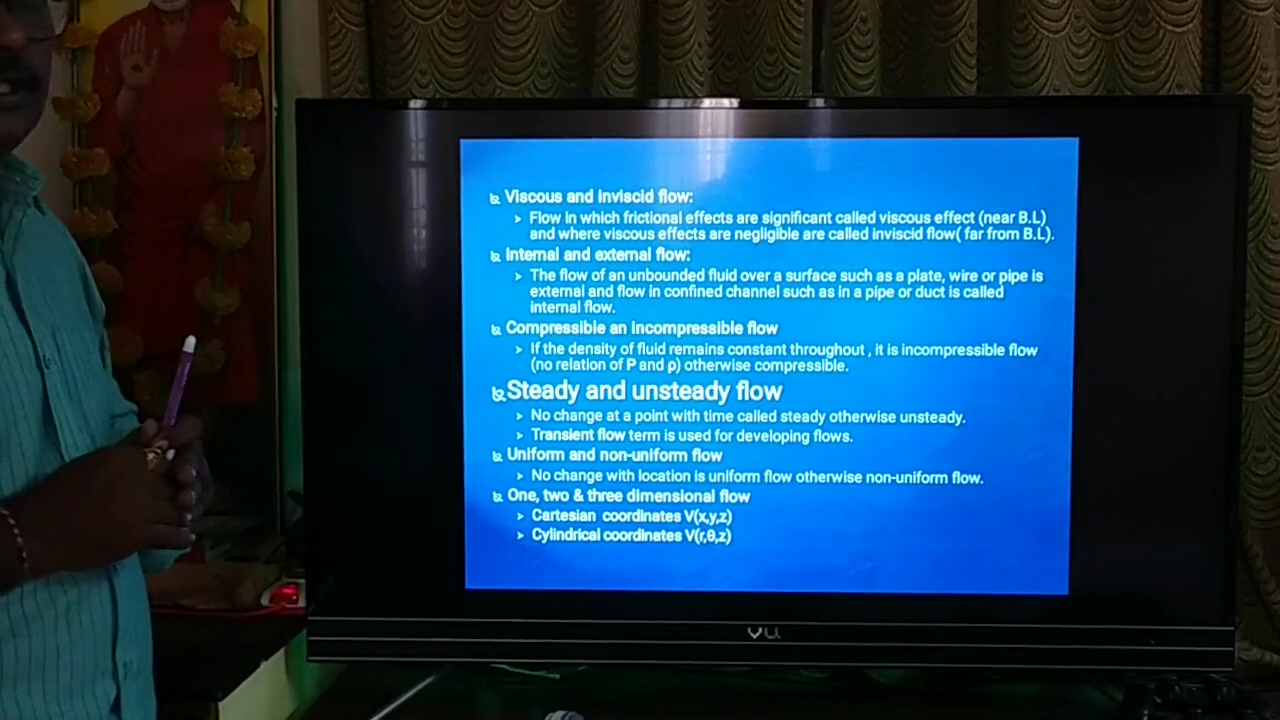 Viscous and inviscid flow:
Flow in which frictional effects are significant called viscous effect (near B.L)
and where viscous effects are negligible are called inviscid flow( far from B.L).
Internal and external flow:
The flow of an unbounded fluid over a surface such as a plate, wire or pipe is
external and flow in confined channel such as in a pipe or duct is called
internal flow.
Compressible an incompressible flow
If the density of fluid remains constant throughout , it is incompressible flow
(no relation of P and ρ) otherwise compressible.
Steady and unsteady flow
No change at a point with time called steady otherwise unsteady.
Transient flow term is used for developing flows.
Uniform and non-uniform flow
No change with location is uniform flow otherwise non-uniform flow.
One, two & three dimensional flow
Cartesian coordinates V(x,y,z)
Cylindrical coordinates V(r,θ,z)
VU